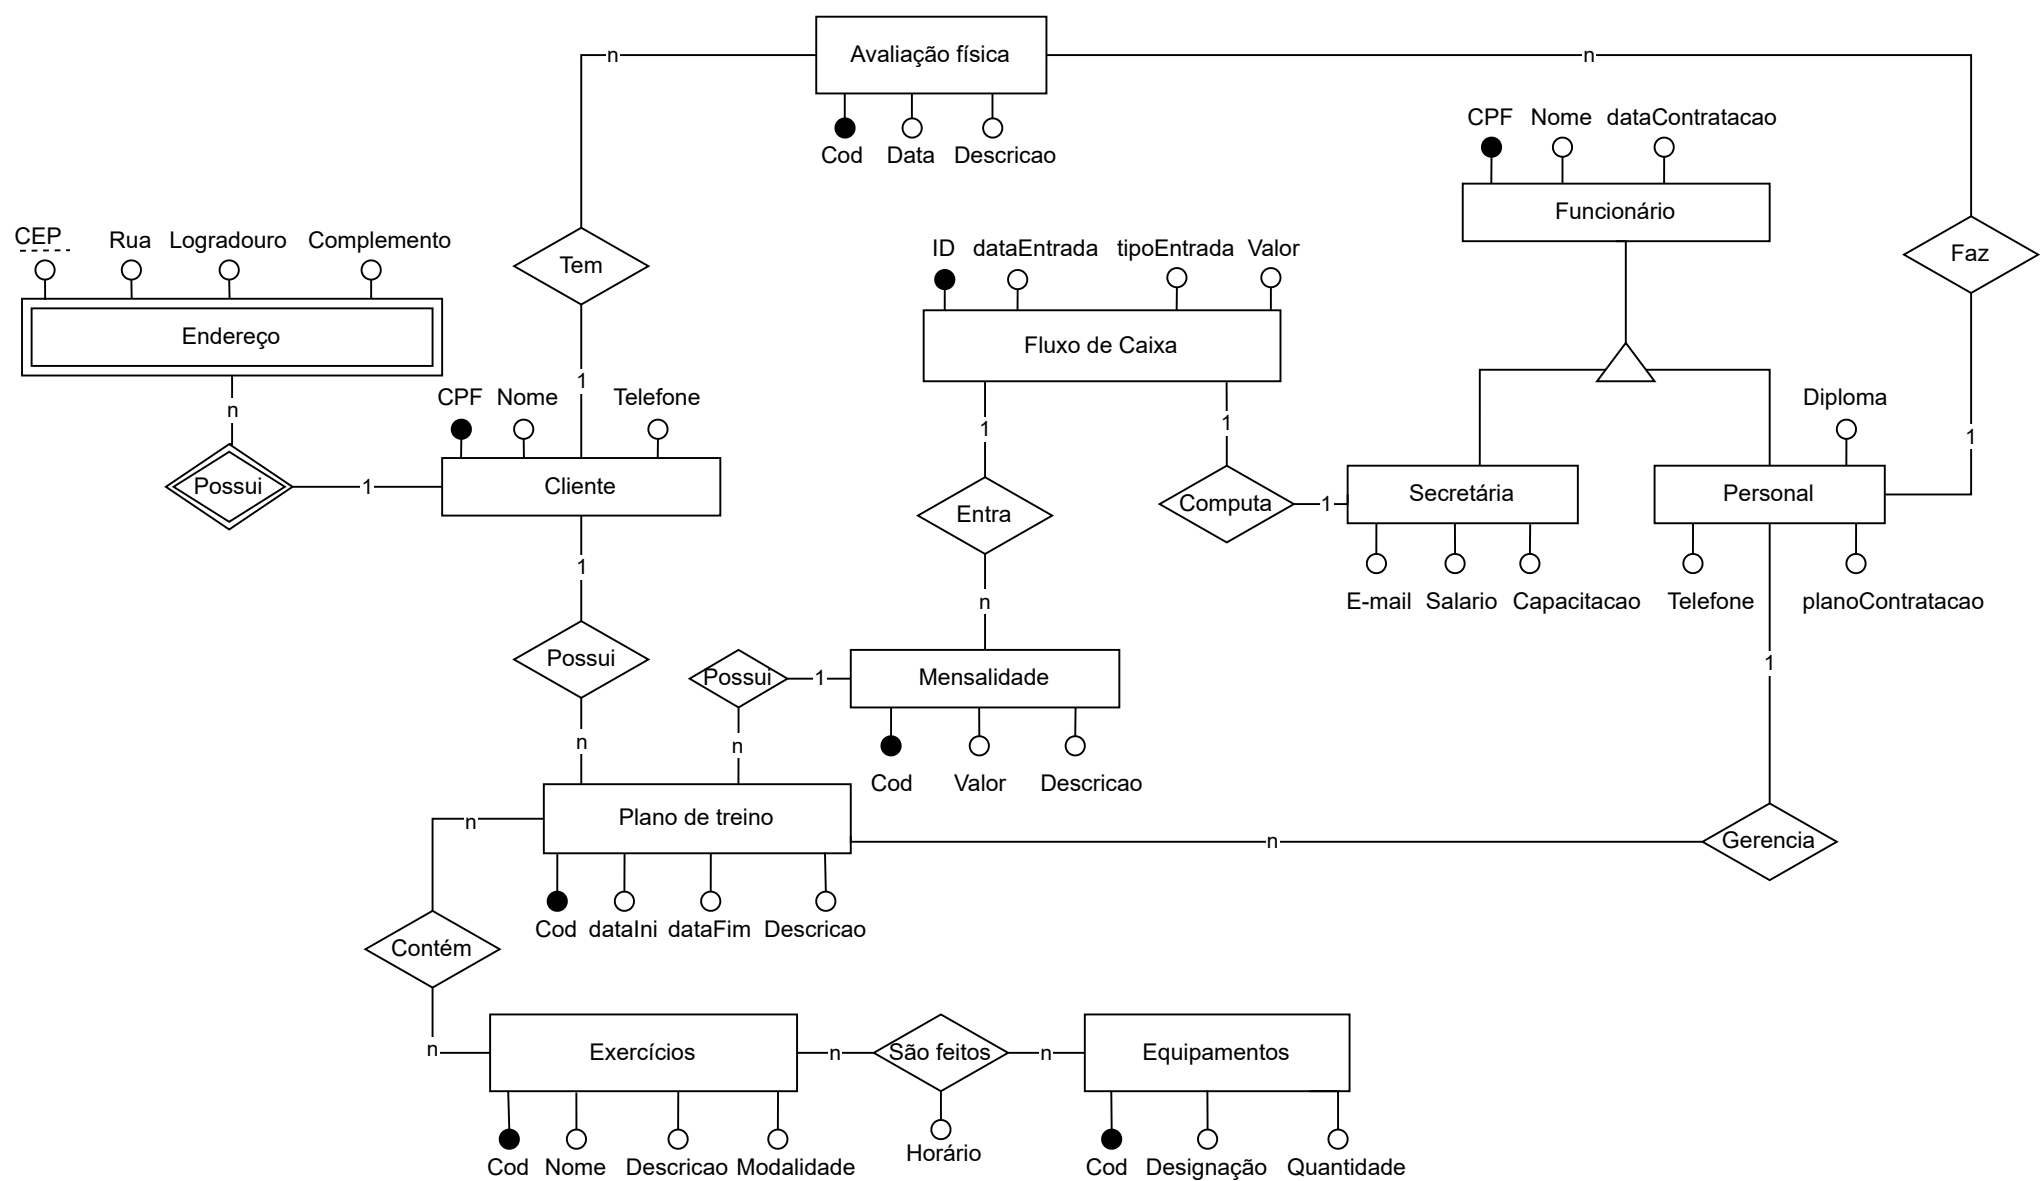 Avaliação física
n
n
Cod
Data
Descricao
CPF
Nome
dataContratacao
Funcionário
CEP
Rua
Logradouro
Complemento
Endereço
Tem
ID
dataEntrada
tipoEntrada
Valor
Fluxo de Caixa
Faz
n
1
CPF
Nome
Telefone
Cliente
Possui
1
1
1
Diploma
1
Entra
Computa
1
Secretária
Personal
E-mail
Salario
Capacitacao
Telefone
planoContratacao
1
n
Possui
Possui
1
Mensalidade
1
n
n
Cod
Valor
Descricao
Plano de treino
n
n
Gerencia
Cod
dataIni
dataFim
Descricao
Contém
n
Exercícios
n
São feitos
n
Equipamentos
Horário
Cod
Nome
Descricao
Modalidade
Cod
Designação
Quantidade